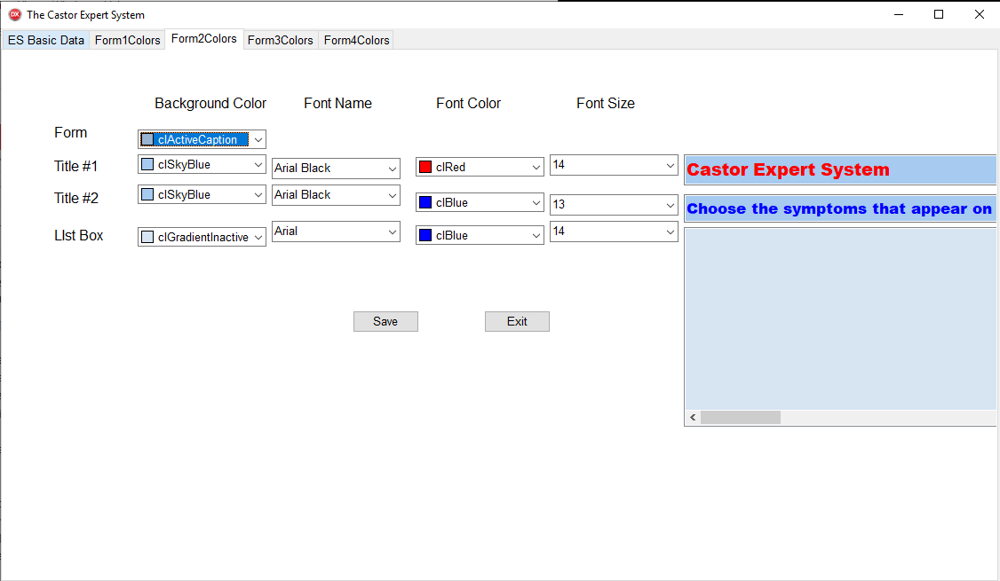 The Castor Expert System
ES Basic Data Form1Colors Form2Colors Form3Colors Form4Colors
Background Color Font Name Font Color Font Size
Form clActiveCaption
Title #1 clSkyBlue Arial Black clRed 14 Castor Expert System
Title #2 clSkyBlue Arial Black clBlue 13 Choose the symptoms that appear on
LIst Box clGradientInactive Arial clBlue 14
Save Exit